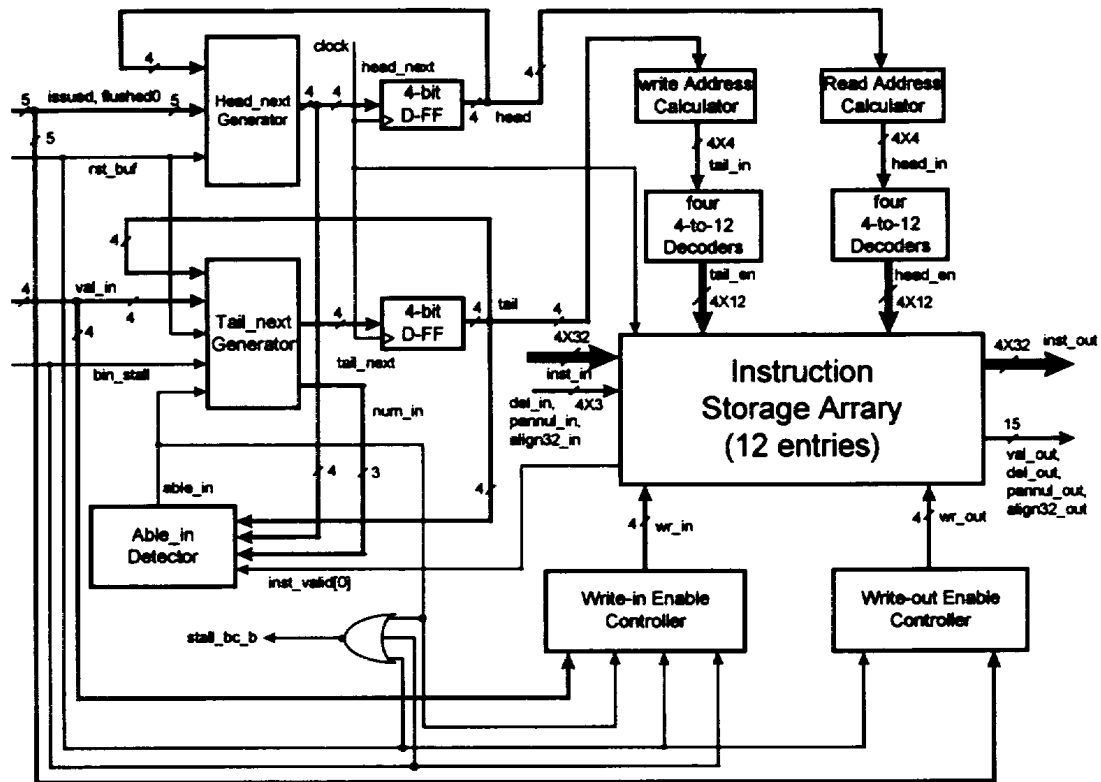 clock
4
issued, flushed0
5
5
5
rst_buf
Head_next
Generator
4
4
head_next
4-bit
D-FF
4
head
4
write Address
Calculator
4X4
tail_in
four
4-to-12
Decoders
tail_en
4X12
Read Address
Calculator
4X4
head_in
four
4-to-12
Decoders
head_en
4X12
4
4
val_in
4
4
bin_stall
Tail_next
Generator
4
tail_next
4-bit
D-FF
4
tail
4
num_in
4
3
4
able_in
Able_in
Detector
inst_valid[0]
stall_bc_b
4X32
inst_in
del_in,
pannul_in,
align32_in
4X3
Instruction
Storage Arrary
(12 entries)
4X32
inst_out
15
val_out,
del_out,
pannul_out,
align32_out
4
wr_in
4
wr_out
Write-in Enable
Controller
Write-out Enable
Controller